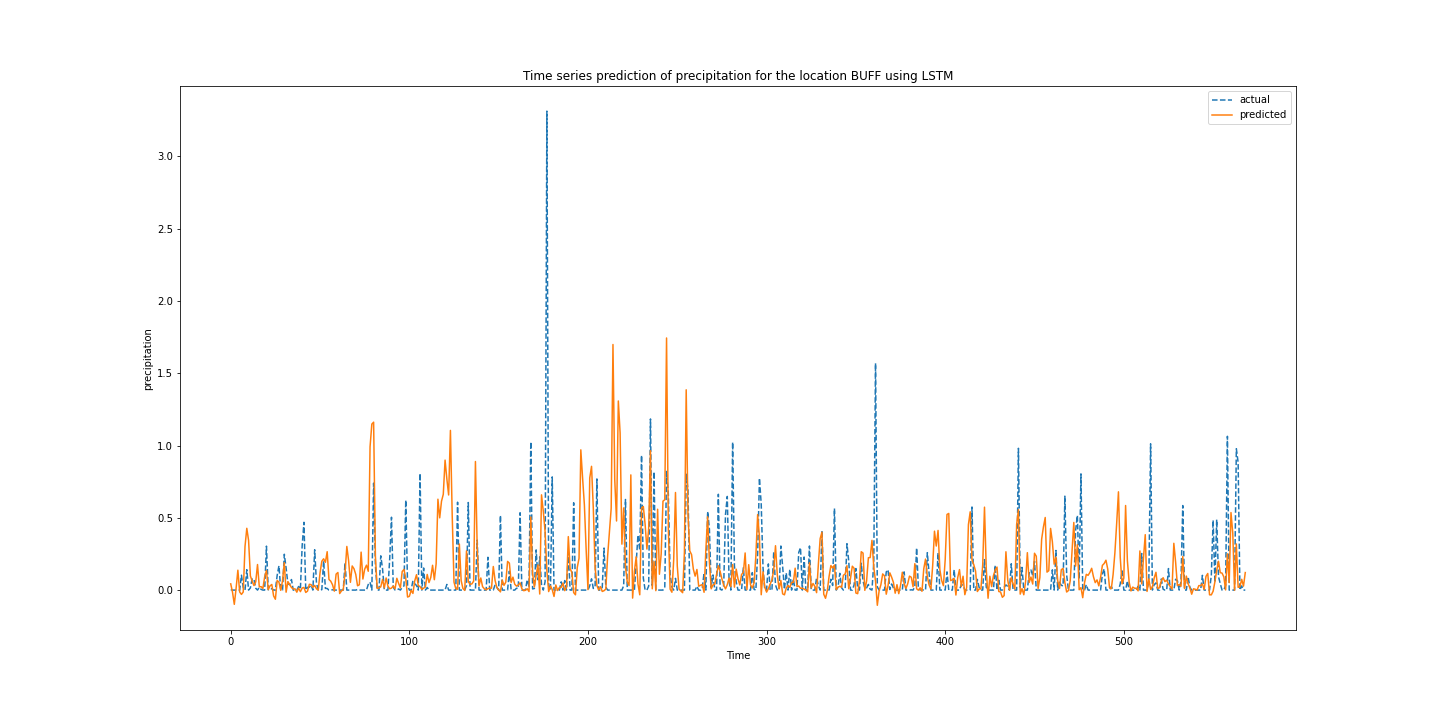 Time series prediction of precipitation for the location BUFF using LSTM
actual
predicted
precipitation
3.0
2.5
2.0
1.5
1.0
0.5
0.0
0
100
200
300
400
500
Time